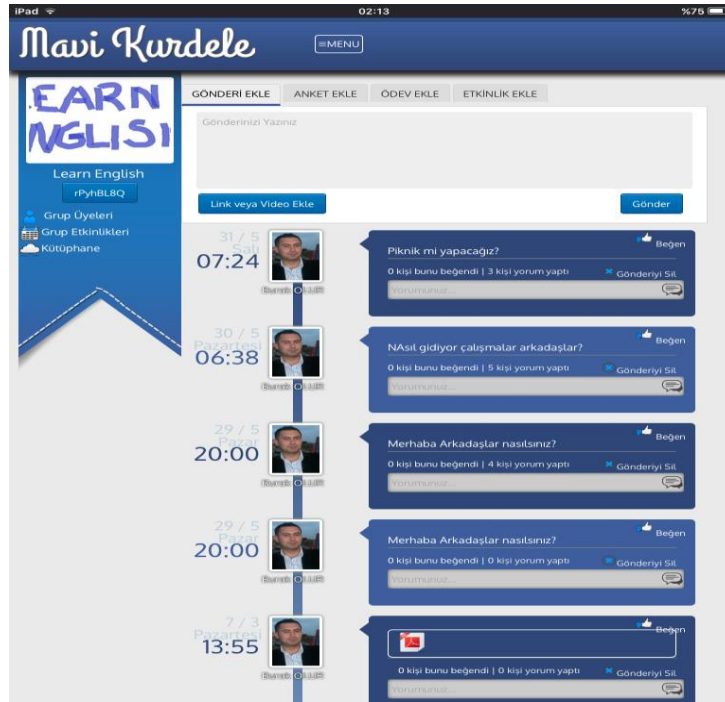 iPad 02:13 %75
Mavi Kurdele
≡MENU
EARN
NGLISI
Learn English
rPyhBL8Q
Grup Üyeleri
Grup Etkinlikleri
Kütüphane
GÖNDERİ EKLE ANKET EKLE ÖDEV EKLE ETKİNLİK EKLE
Gönderinizi Yazınız
Link veya Video Ekle Gönder
31 / 5
Salı
07:24
Beğen
Piknik mi yapacağız?
0 kişi bunu beğendi | 3 kişi yorum yaptı Gönderiyi Sil
Yorumunuz...
30 / 5
Pazartesi
06:38
Beğen
NAsıl gidiyor çalışmalar arkadaşlar?
0 kişi bunu beğendi | 5 kişi yorum yaptı Gönderiyi Sil
Yorumunuz...
29 / 5
Pazar
20:00
Beğen
Merhaba Arkadaşlar nasılsınız?
0 kişi bunu beğendi | 4 kişi yorum yaptı Gönderiyi Sil
Yorumunuz...
29 / 5
Pazar
20:00
Beğen
Merhaba Arkadaşlar nasılsınız?
0 kişi bunu beğendi | 0 kişi yorum yaptı Gönderiyi Sil
Yorumunuz...
7 / 3
Pazartesi
13:55
Beğen
0 kişi bunu beğendi | 0 kişi yorum yaptı Gönderiyi Sil
Yorumunuz...